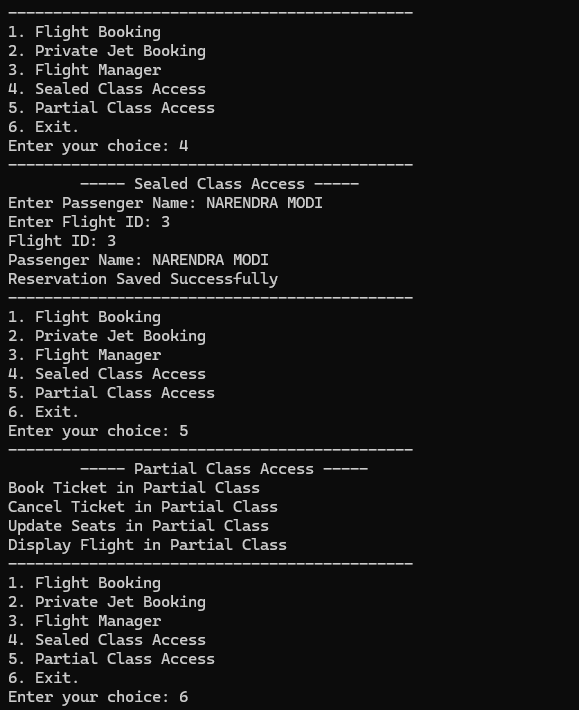 ---------------------------------------------
1. Flight Booking
2. Private Jet Booking
3. Flight Manager
4. Sealed Class Access
5. Partial Class Access
6. Exit.
Enter your choice: 4
---------------------------------------------
----- Sealed Class Access -----
Enter Passenger Name: NARENDRA MODI
Enter Flight ID: 3
Flight ID: 3
Passenger Name: NARENDRA MODI
Reservation Saved Successfully
---------------------------------------------
1. Flight Booking
2. Private Jet Booking
3. Flight Manager
4. Sealed Class Access
5. Partial Class Access
6. Exit.
Enter your choice: 5
---------------------------------------------
----- Partial Class Access -----
Book Ticket in Partial Class
Cancel Ticket in Partial Class
Update Seats in Partial Class
Display Flight in Partial Class
---------------------------------------------
1. Flight Booking
2. Private Jet Booking
3. Flight Manager
4. Sealed Class Access
5. Partial Class Access
6. Exit.
Enter your choice: 6